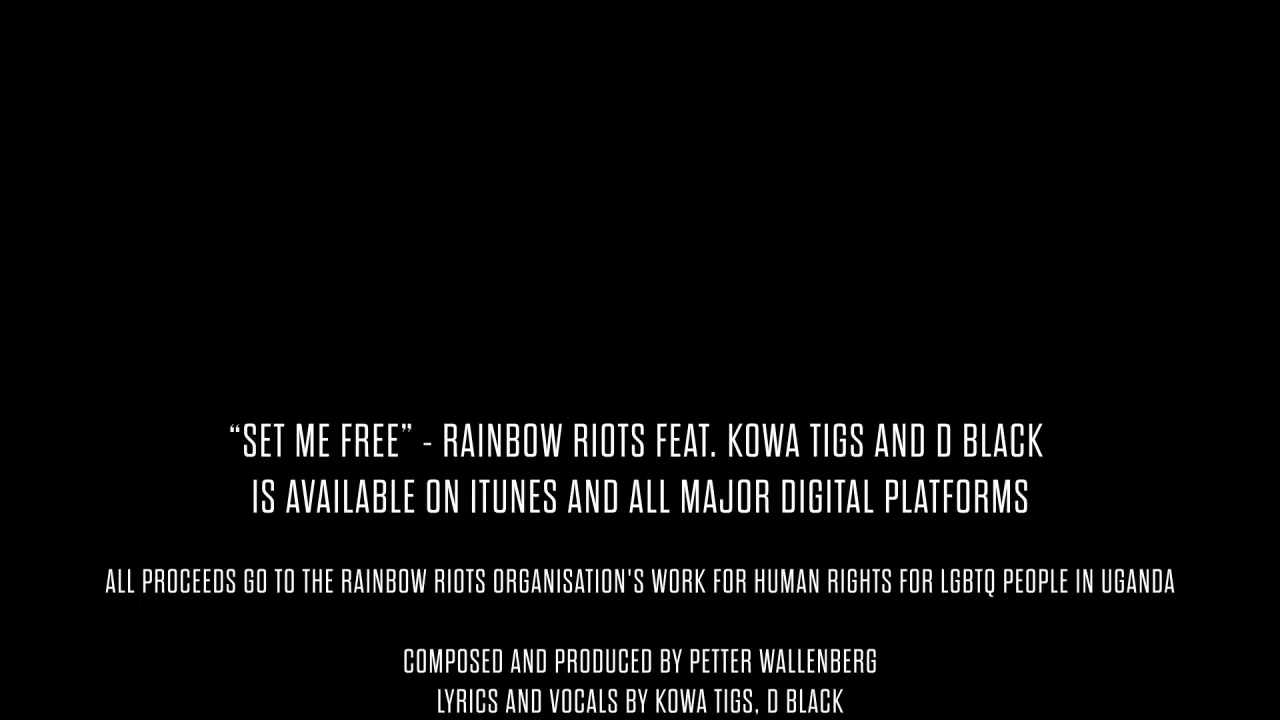 “SET ME FREE” - RAINBOW RIOTS FEAT. KOWA TIGS AND D BLACK
IS AVAILABLE ON ITUNES AND ALL MAJOR DIGITAL PLATFORMS
ALL PROCEEDS GO TO THE RAINBOW RIOTS ORGANISATION'S WORK FOR HUMAN RIGHTS FOR LGBTQ PEOPLE IN UGANDA
COMPOSED AND PRODUCED BY PETTER WALLENBERG
LYRICS AND VOCALS BY KOWA TIGS, D BLACK